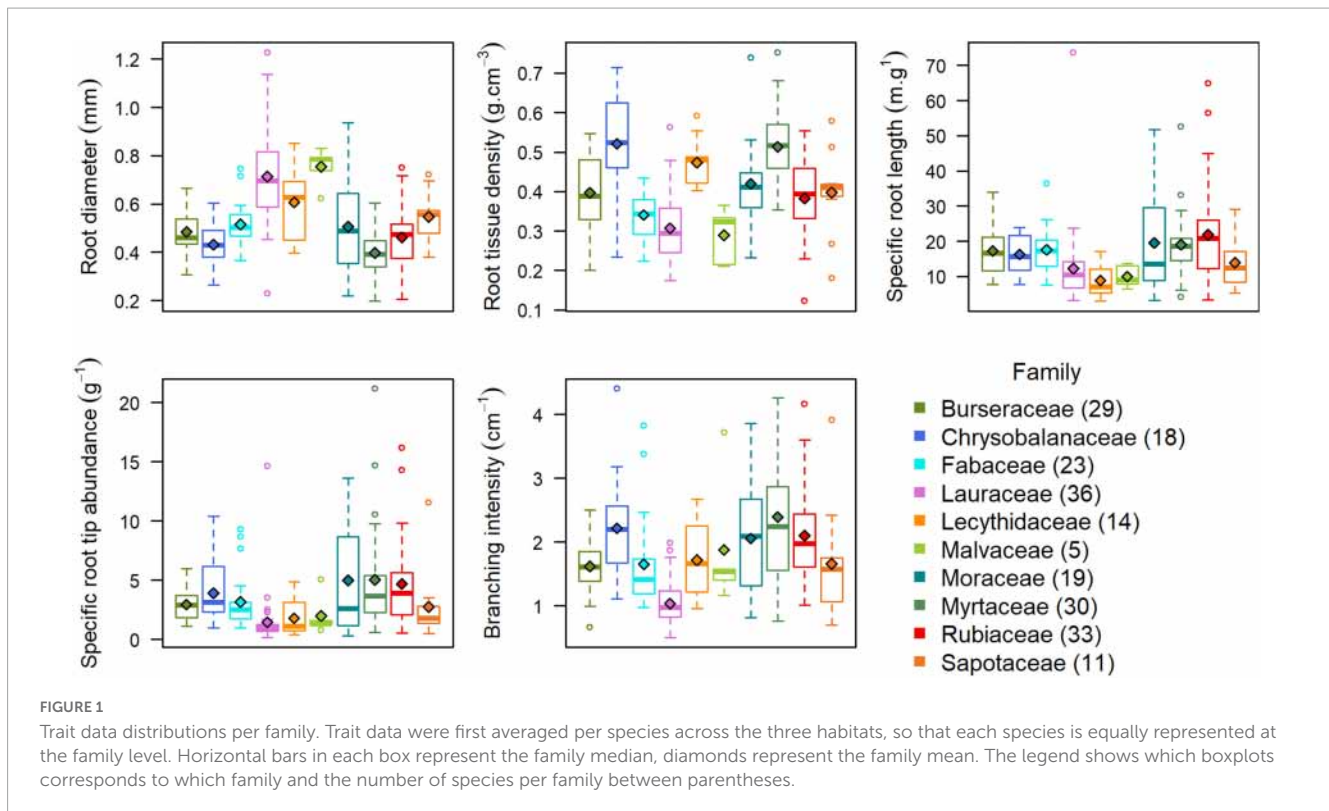 Root diameter (mm)
1.2
1.0
0.8
0.6
0.4
0.2
Root tissue density (g.cm−3)
0.7
0.6
0.5
0.4
0.3
0.2
0.1
Specific root length (m.g1)
70
60
50
40
30
20
10
Specific root tip abundance (g−1)
20
15
10
5
0
Branching intensity (cm−1)
4
3
2
1
Family
Burseraceae (29)
Chrysobalanaceae (18)
Fabaceae (23)
Lauraceae (36)
Lecythidaceae (14)
Malvaceae (5)
Moraceae (19)
Myrtaceae (30)
Rubiaceae (33)
Sapotaceae (11)
FIGURE 1
Trait data distributions per family. Trait data were first averaged per species across the three habitats, so that each species is equally represented at
the family level. Horizontal bars in each box represent the family median, diamonds represent the family mean. The legend shows which boxplots
corresponds to which family and the number of species per family between parentheses.